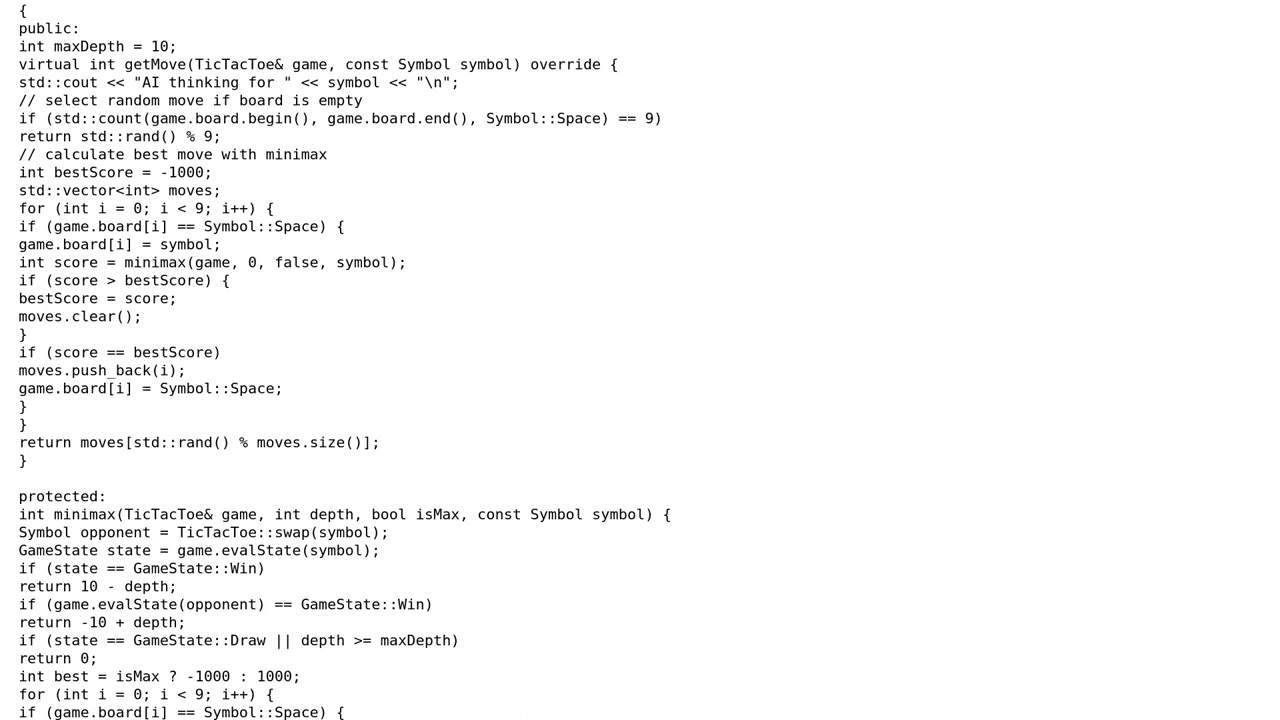 {
public:
int maxDepth = 10;
virtual int getMove(TicTacToe& game, const Symbol symbol) override {
std::cout << "AI thinking for " << symbol << "\n";
// select random move if board is empty
if (std::count(game.board.begin(), game.board.end(), Symbol::Space) == 9)
return std::rand() % 9;
// calculate best move with minimax
int bestScore = -1000;
std::vector<int> moves;
for (int i = 0; i < 9; i++) {
if (game.board[i] == Symbol::Space) {
game.board[i] = symbol;
int score = minimax(game, 0, false, symbol);
if (score > bestScore) {
bestScore = score;
moves.clear();
}
if (score == bestScore)
moves.push_back(i);
game.board[i] = Symbol::Space;
}
}
return moves[std::rand() % moves.size()];
}

protected:
int minimax(TicTacToe& game, int depth, bool isMax, const Symbol symbol) {
Symbol opponent = TicTacToe::swap(symbol);
GameState state = game.evalState(symbol);
if (state == GameState::Win)
return 10 - depth;
if (game.evalState(opponent) == GameState::Win)
return -10 + depth;
if (state == GameState::Draw || depth >= maxDepth)
return 0;
int best = isMax ? -1000 : 1000;
for (int i = 0; i < 9; i++) {
if (game.board[i] == Symbol::Space) {